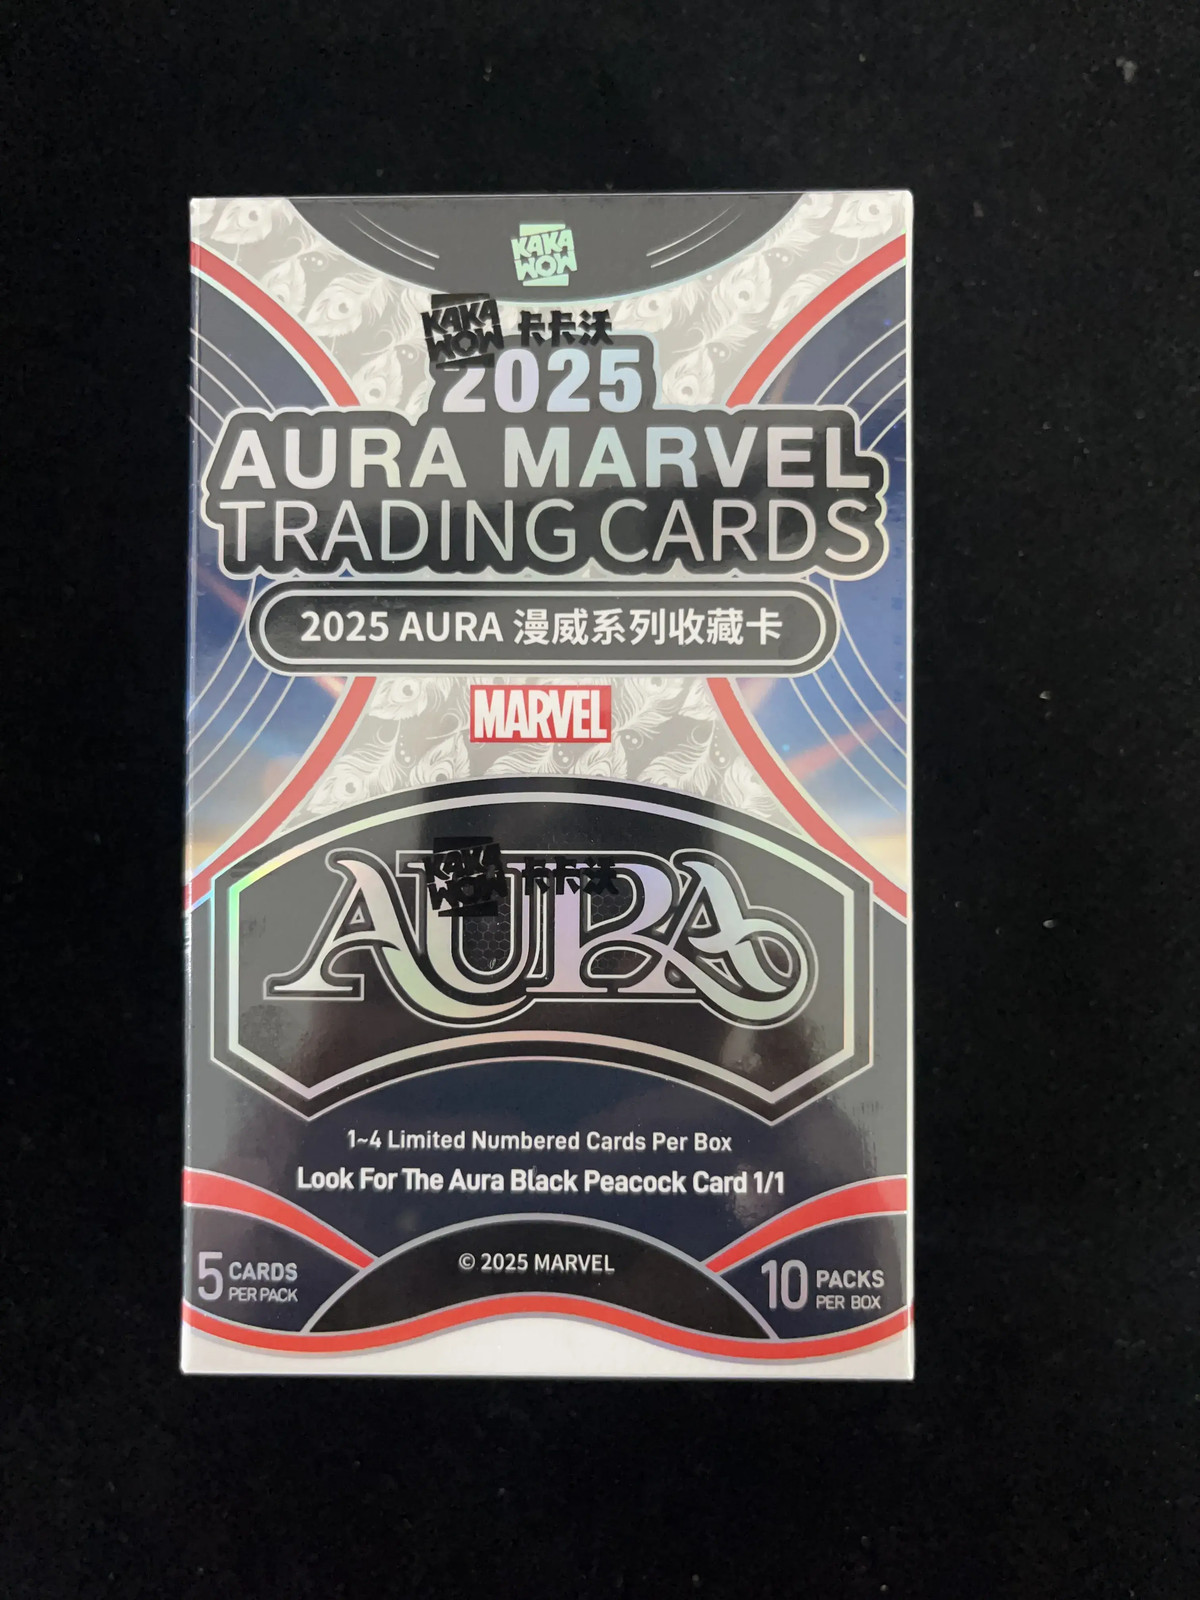 KAKA
WOW
KAKA
WOW
卡卡沃
2025
AURA MARVEL
TRADING CARDS
2025 AURA 漫威系列收藏卡
MARVEL
KAKA
WOW
卡卡沃
AURA
1~4 Limited Numbered Cards Per Box
Look For The Aura Black Peacock Card 1/1
5 CARDS
PER PACK
© 2025 MARVEL
10 PACKS
PER BOX